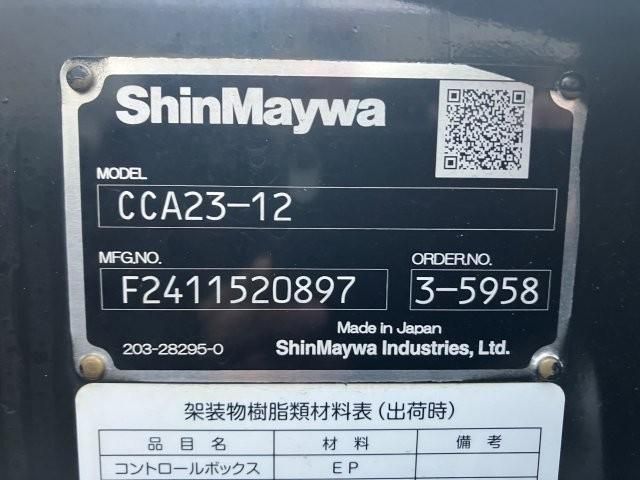 ShinMaywa
MODEL
CCA23-12
MFG.NO. ORDER.NO.
F2411520897 3-5958
Made in Japan
203-28295-0 ShinMaywa Industries, Ltd.
架装物樹脂類材料表(出荷時)
品目名 材料 備考
コントロールボックス EP